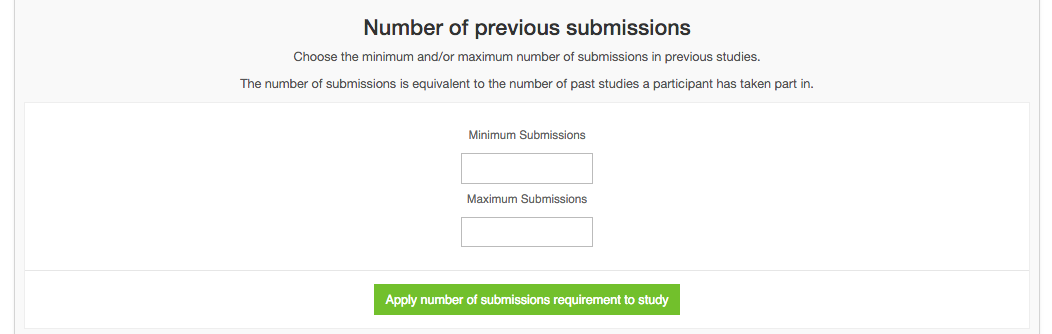 Number of previous submissions
Choose the minimum and/or maximum number of submissions in previous studies.
The number of submissions is equivalent to the number of past studies a participant has taken part in.
Minimum Submissions
Maximum Submissions
Apply number of submissions requirement to study